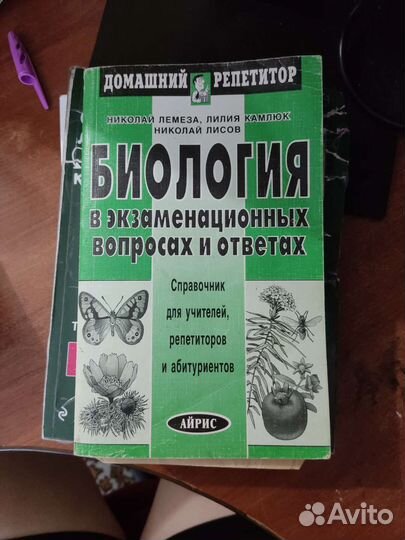 ДОМАШНИЙ РЕПЕТИТОР
НИКОЛАЙ ЛЕМЕЗА, ЛИЛИЯ КАМЛЮК
НИКОЛАЙ ЛИСОВ
БИОЛОГИЯ
в экзаменационных
вопросах и ответах
Справочник
для учителей,
репетиторов
и абитуриентов
АЙРИС
Avito